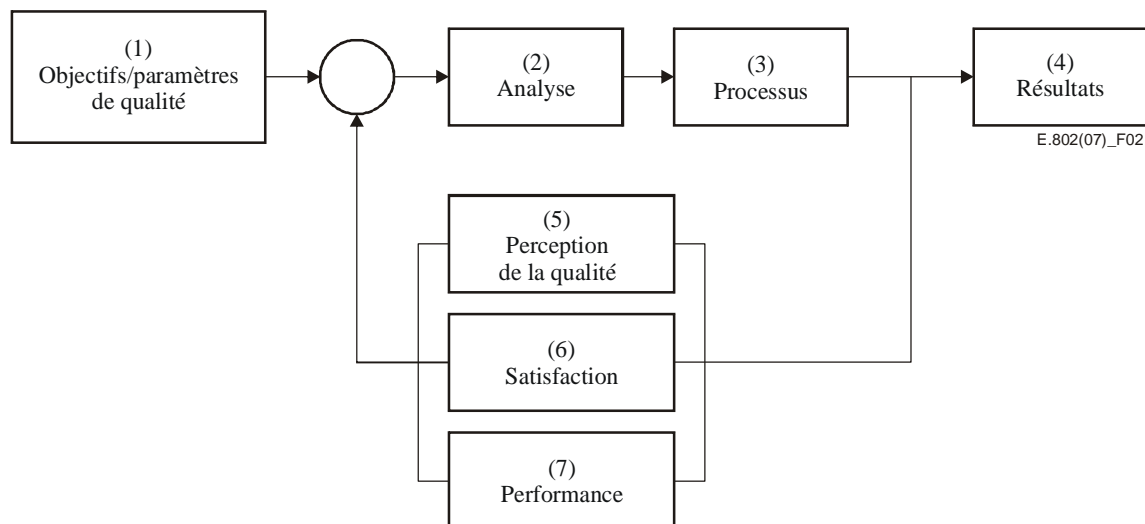 (1)
Objectifs/paramètres
de qualité
(2)
Analyse
(3)
Processus
(4)
Résultats
E.802(07)_F02
(5)
Perception
de la qualité
(6)
Satisfaction
(7)
Performance